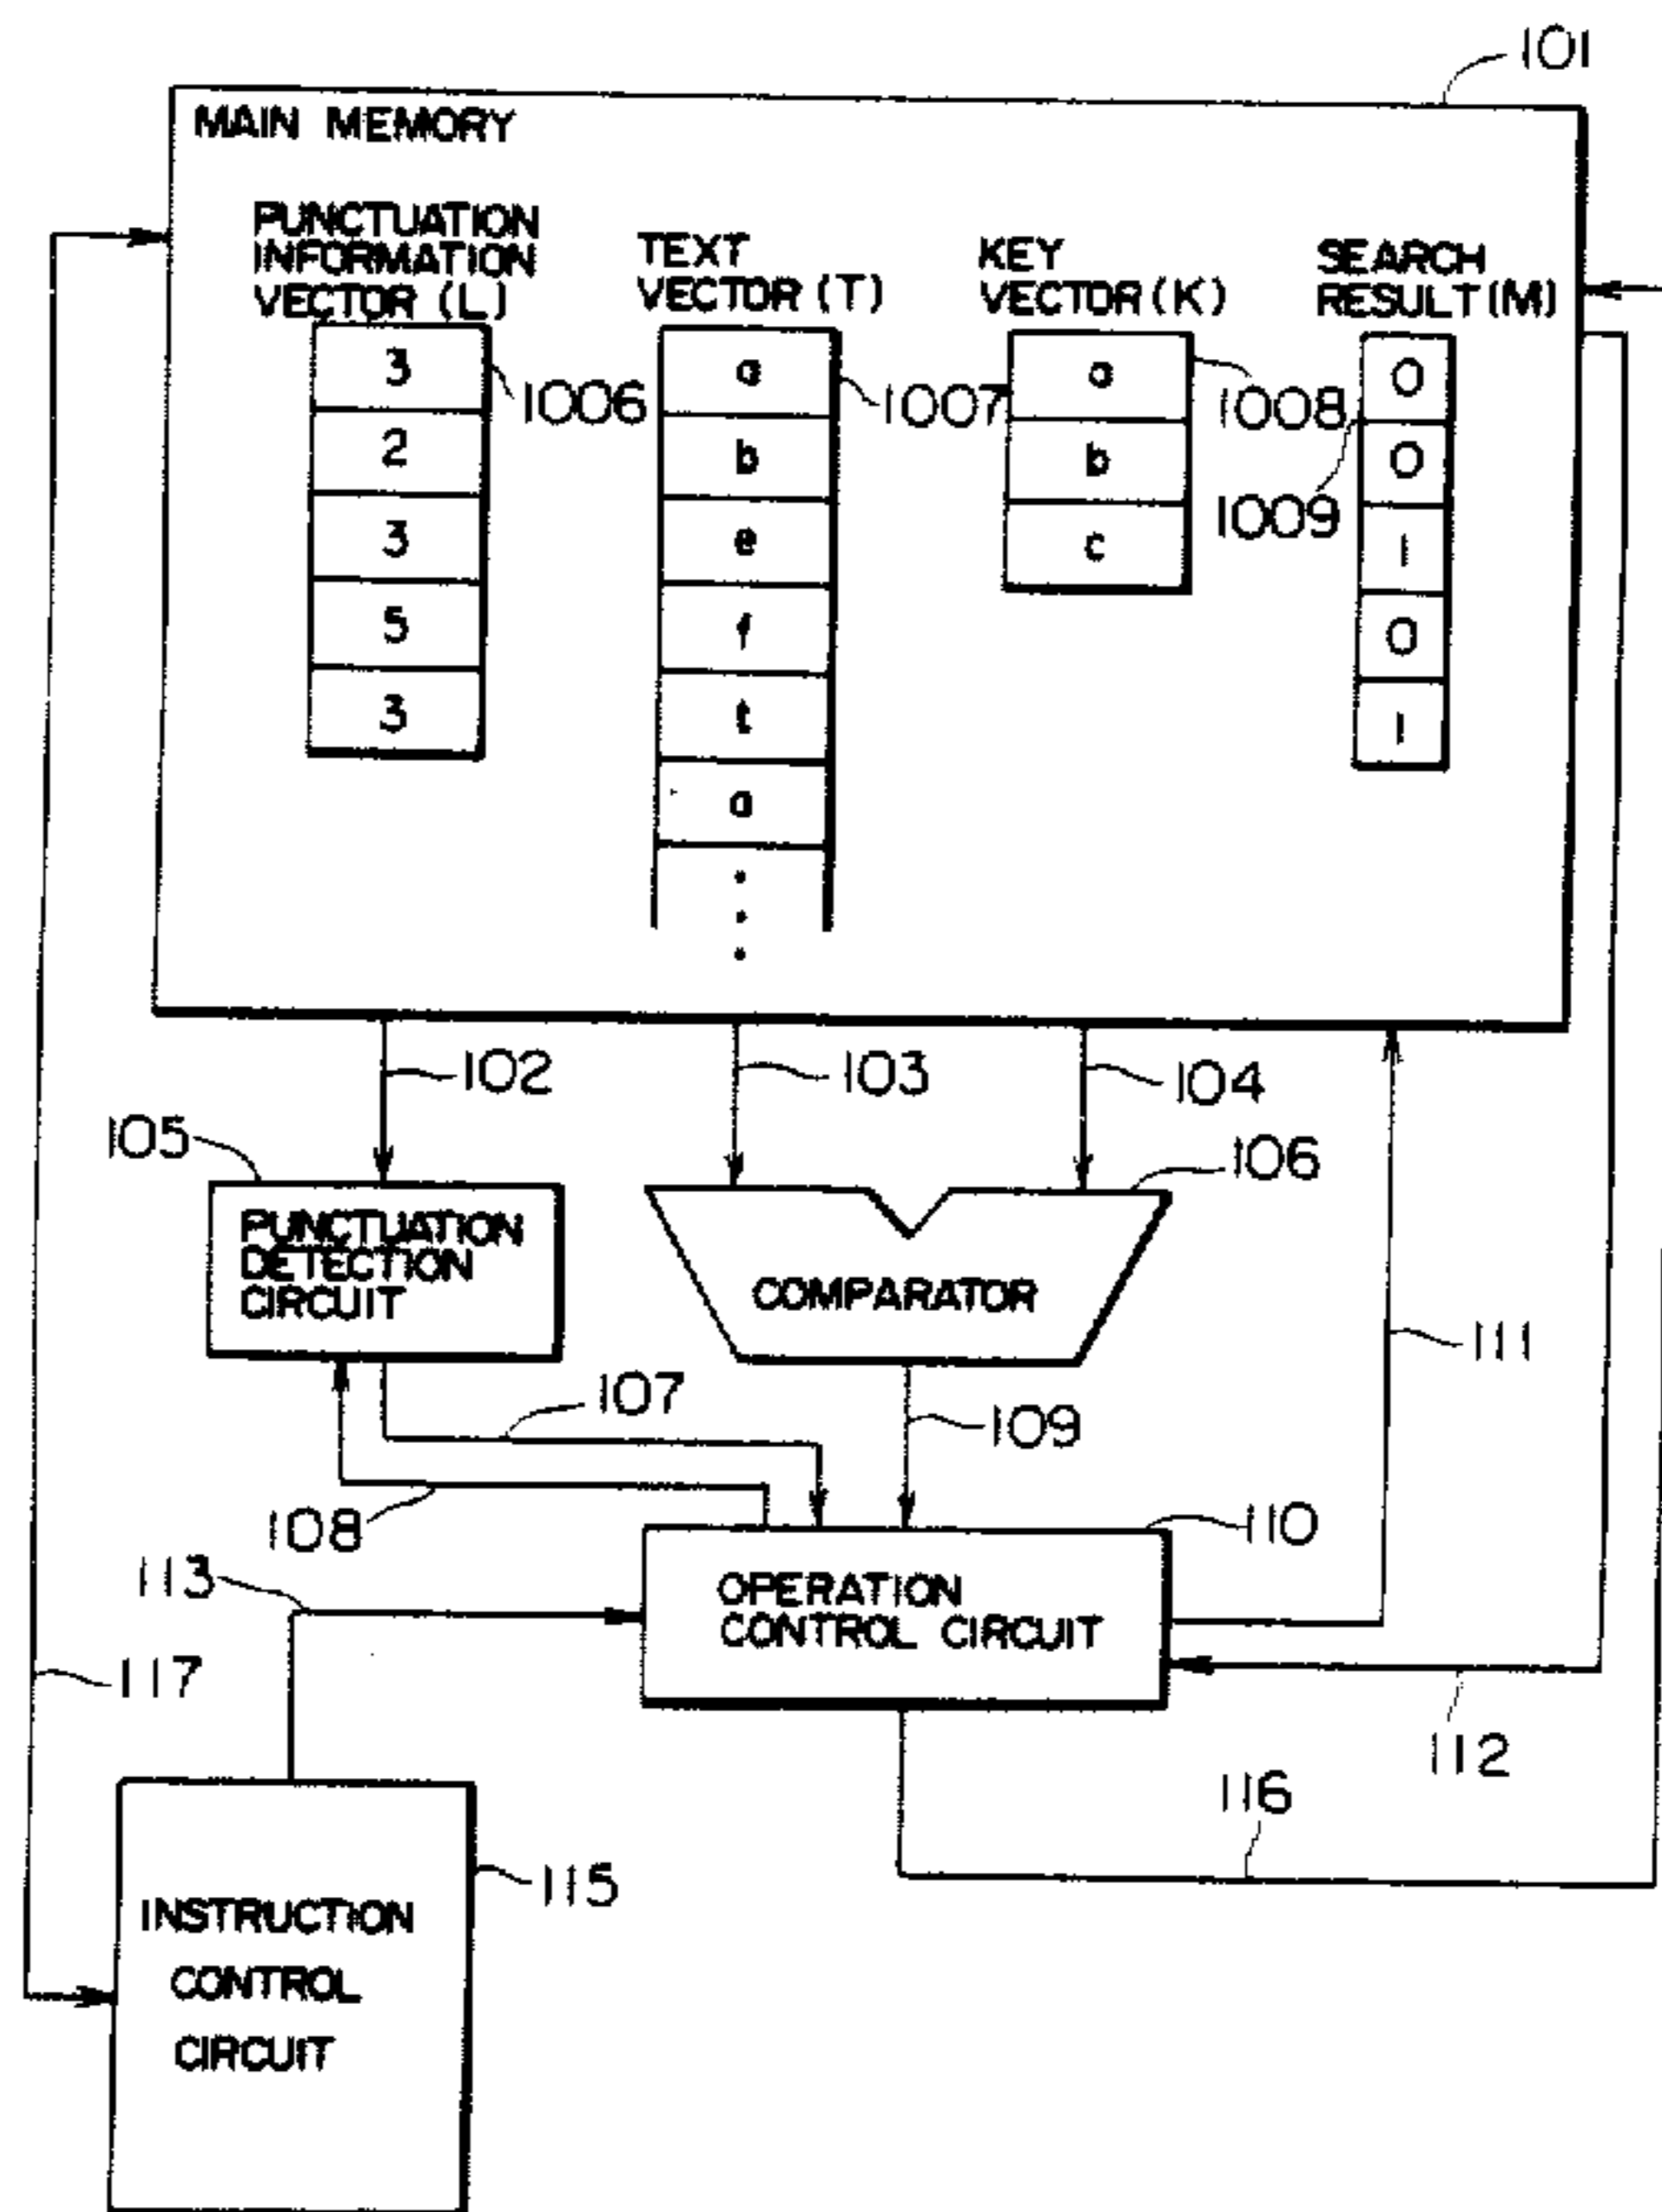 101
MAIN MEMORY
PUNCTUATION
INFORMATION
VECTOR (L)
3
2
3
5
3
1006
TEXT
VECTOR (T)
a
b
e
f
t
a
1007
KEY
VECTOR (K)
a
b
c
1008
SEARCH
RESULT (M)
0
0
1
0
1
1009
102
103
104
105
PUNCTUATION
DETECTION
CIRCUIT
106
COMPARATOR
107
108
109
111
110
OPERATION
CONTROL CIRCUIT
113
117
112
116
115
INSTRUCTION
CONTROL
CIRCUIT